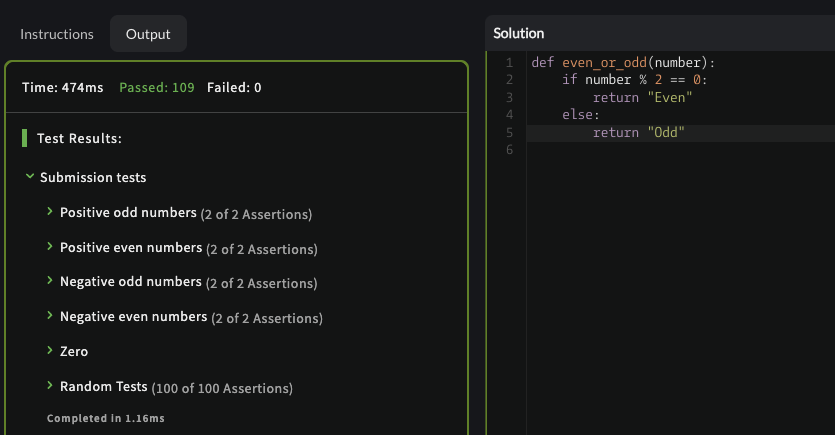 Instructions Output
Time: 474ms Passed: 109 Failed: 0
Test Results:
Submission tests
Positive odd numbers (2 of 2 Assertions)
Positive even numbers (2 of 2 Assertions)
Negative odd numbers (2 of 2 Assertions)
Negative even numbers (2 of 2 Assertions)
Zero
Random Tests (100 of 100 Assertions)
Completed in 1.16ms
Solution
1 def even_or_odd(number):
2     if number % 2 == 0:
3         return "Even"
4     else:
5         return "Odd"
6